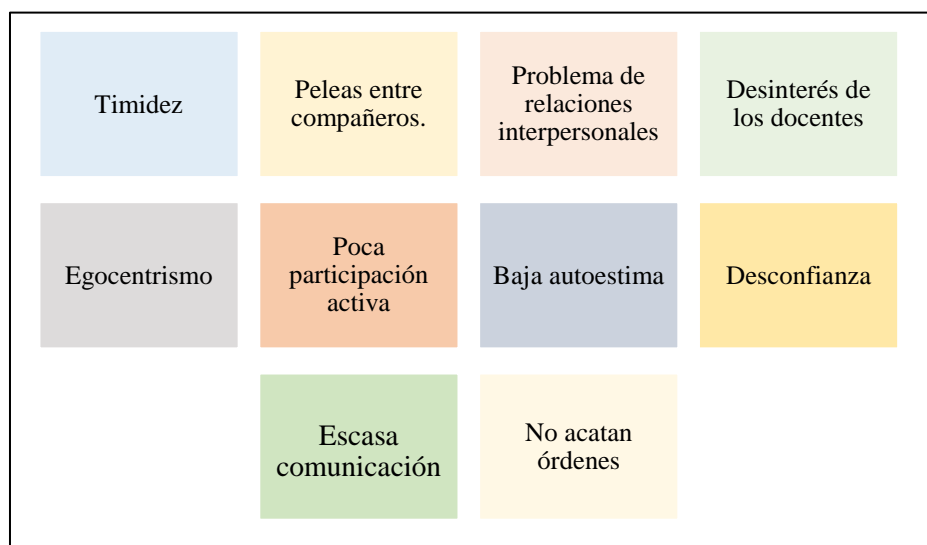 Timidez
Peleas entre
compañeros.
Problema de
relaciones
interpersonales
Desinterés de
los docentes
Egocentrismo
Poca
participación
activa
Baja autoestima
Desconfianza
Escasa
comunicación
No acatan
órdenes